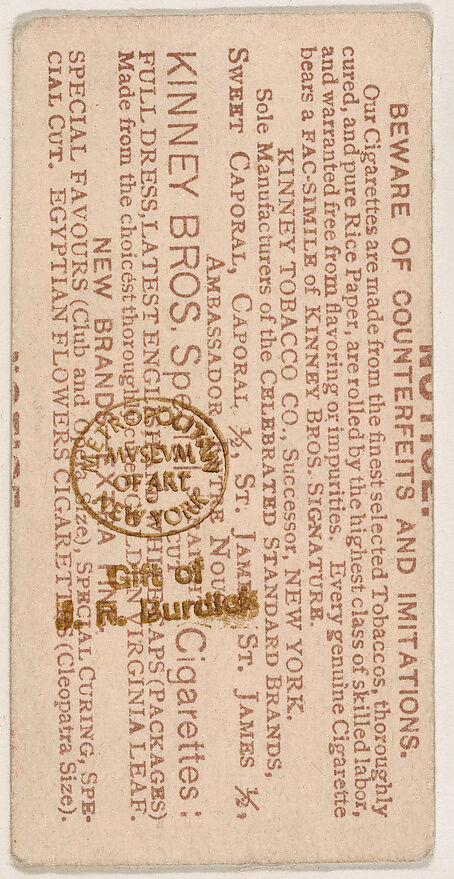 NOTICE.
BEWARE OF COUNTERFEITS AND IMITATIONS.
Our Cigarettes are made from the finest selected Tobaccos, thoroughly
cured, and pure Rice Paper, are rolled by the highest class of skilled labor,
and warranted free from flavoring or impurities. Every genuine Cigarette
bears a FAC-SIMILE of KINNEY BROS. SIGNATURE.
KINNEY TOBACCO CO., Successor, NEW YORK.
Sole Manufacturers of the CELEBRATED STANDARD BRANDS,
SWEET CAPORAL, CAPORAL, CAPORAL ½, ST. JAMES, ST. JAMES ½,
AMBASSADOR,
KINNEY BROS. Cigarettes:
FULL DRESS, LATEST ENGLISH, (PACKAGES)
Made from the choicest thoroughly VIRGINIA LEAF.
NEW BRANDS
SPECIAL FAVOURS (Club and Size), SPECIAL CURING, SPE-
CIAL CUT. EGYPTIAN FLOWERS CIGARETTES (Cleopatra Size).
METROPOLITAN
MUSEUM
OF ART
NEW YORK
Gift of
J. R. Burdick